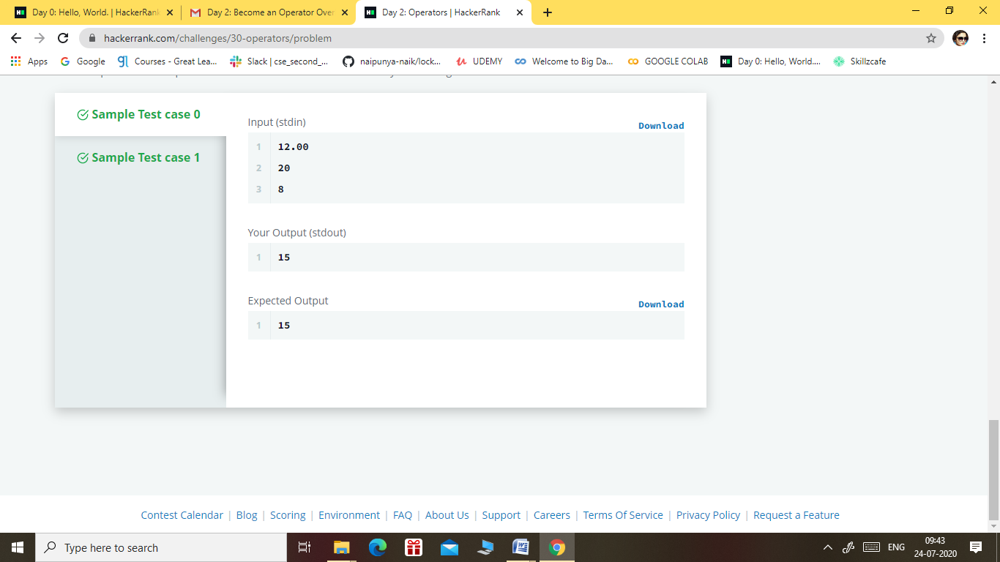 Day 0: Hello, World. | HackerRank
Day 2: Become an Operator Over
Day 2: Operators | HackerRank
hackerrank.com/challenges/30-operators/problem
Apps Google Courses - Great Lea... Slack | cse_second_... naipunya-naik/lock... UDEMY Welcome to Big Da... GOOGLE COLAB Day 0: Hello, World.... Skillzcafe
Sample Test case 0
Sample Test case 1
Input (stdin)
Download
1 12.00
2 20
3 8
Your Output (stdout)
1 15
Expected Output
Download
1 15
Contest Calendar | Blog | Scoring | Environment | FAQ | About Us | Support | Careers | Terms Of Service | Privacy Policy | Request a Feature
Type here to search
ENG
09:43
24-07-2020